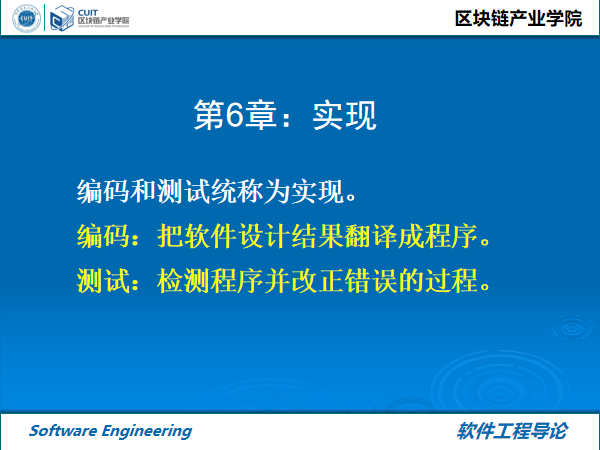 CUIT
区块链产业学院
区块链产业学院
第6章：实现
编码和测试统称为实现。
编码：把软件设计结果翻译成程序。
测试：检测程序并改正错误的过程。
Software Engineering
软件工程导论